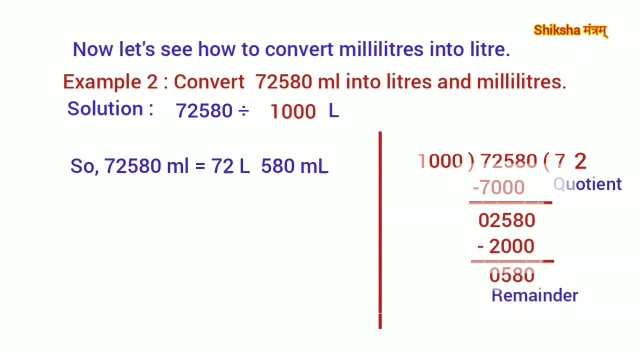 Shiksha मंत्रम्
Now let's see how to convert millilitres into litre.
Example 2 : Convert 72580 ml into litres and millilitres.
Solution : 72580 ÷ 1000 L
So, 72580 ml = 72 L 580 mL
1000 ) 72580 ( 7 2
-7000
Quotient
02580
- 2000
0580
Remainder